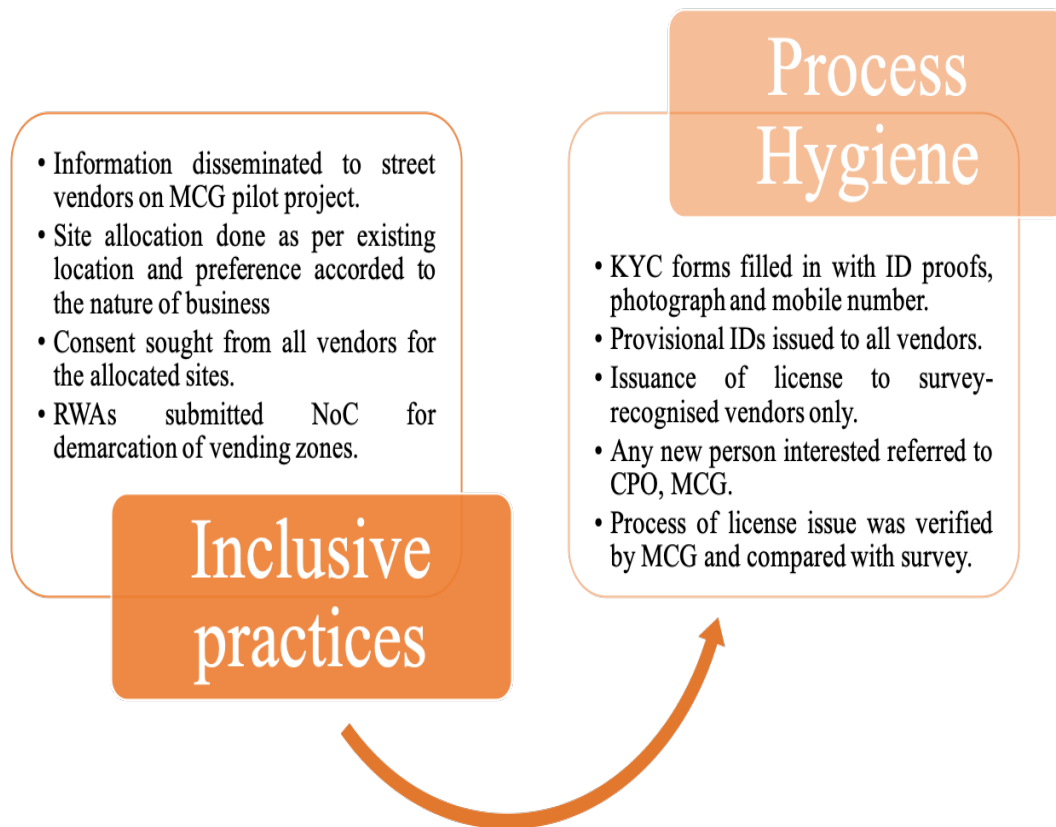 • Information disseminated to street
vendors on MCG pilot project.
• Site allocation done as per existing
location and preference accorded to
the nature of business
• Consent sought from all vendors for
the allocated sites.
• RWAs submitted NoC for
demarcation of vending zones.
Inclusive
practices
Process
Hygiene
• KYC forms filled in with ID proofs,
photograph and mobile number.
• Provisional IDs issued to all vendors.
• Issuance of license to survey-
recognised vendors only.
• Any new person interested referred to
CPO, MCG.
• Process of license issue was verified
by MCG and compared with survey.